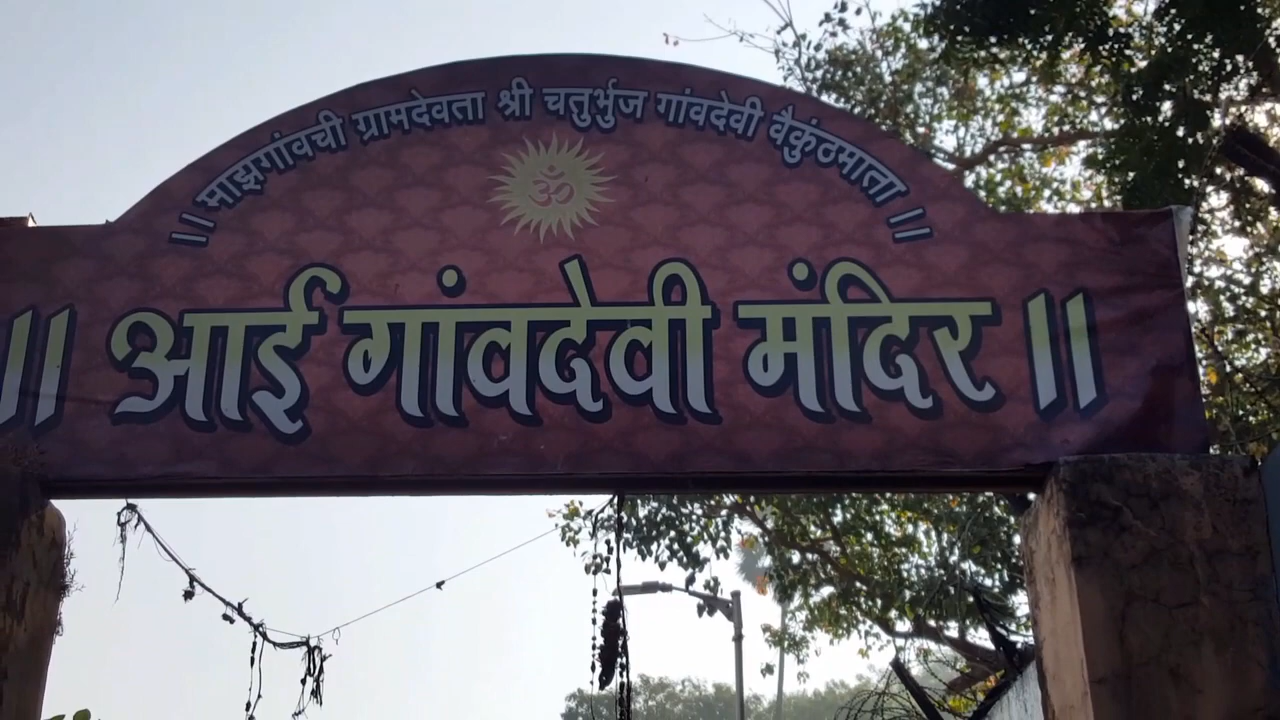 ॥ माझगांवची ग्रामदेवता श्री चतुर्भुज गांवदेवी वैकुंठमाता ॥
ॐ
॥ आई गांवदेवी मंदिर ॥